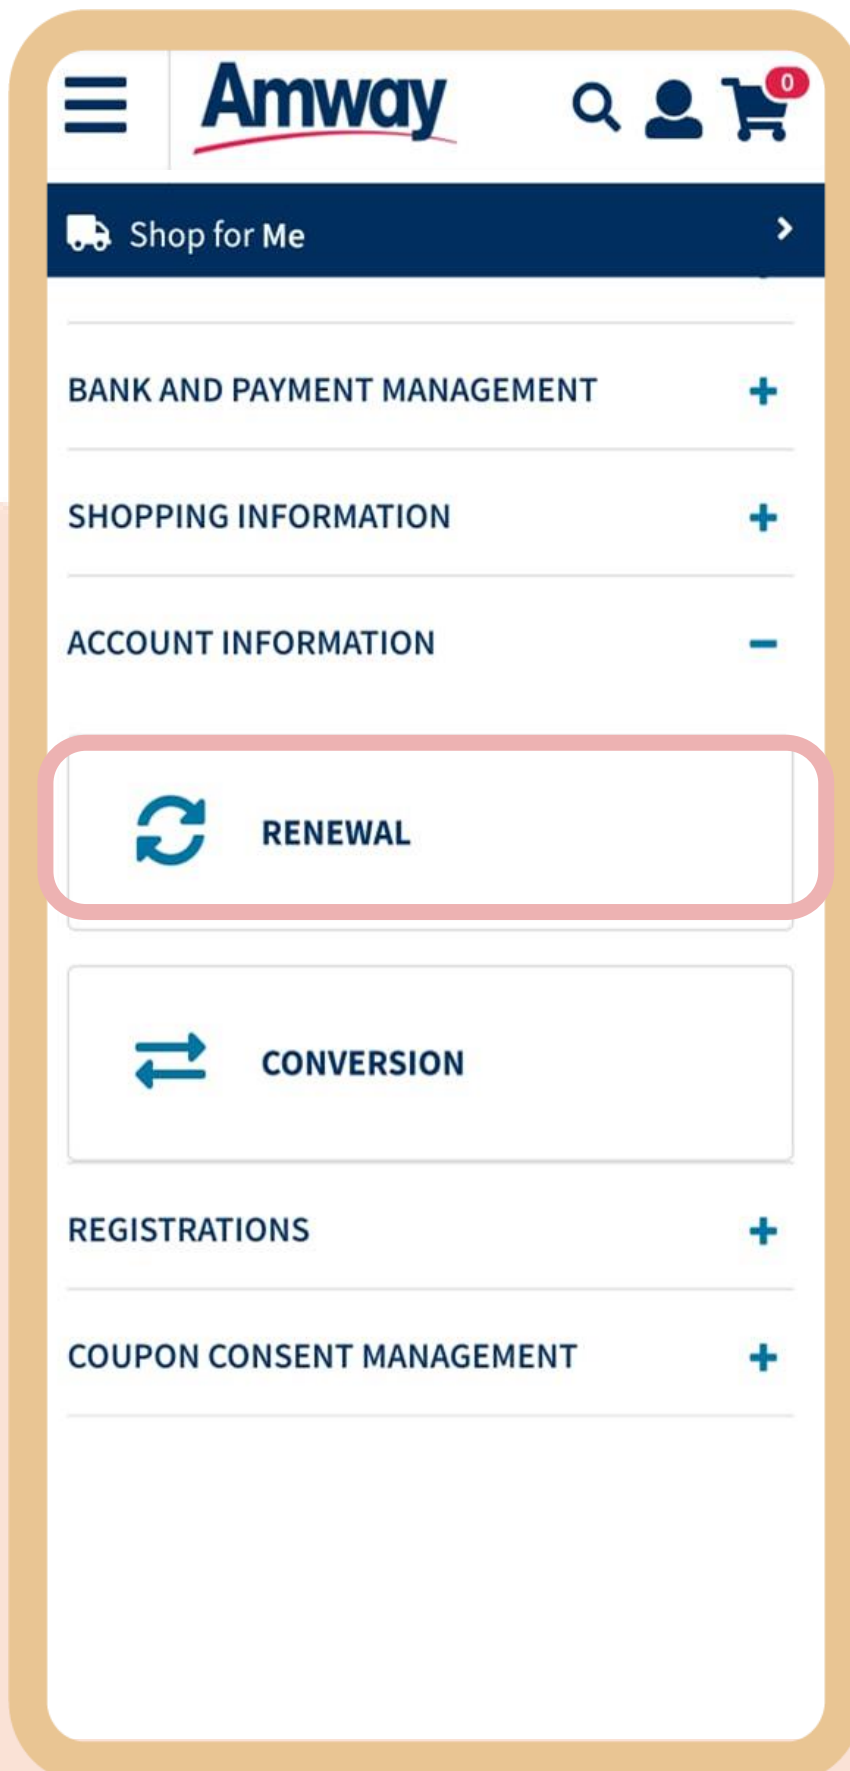 Amway
0
Shop for Me
BANK AND PAYMENT MANAGEMENT
SHOPPING INFORMATION
ACCOUNT INFORMATION
RENEWAL
CONVERSION
REGISTRATIONS
COUPON CONSENT MANAGEMENT